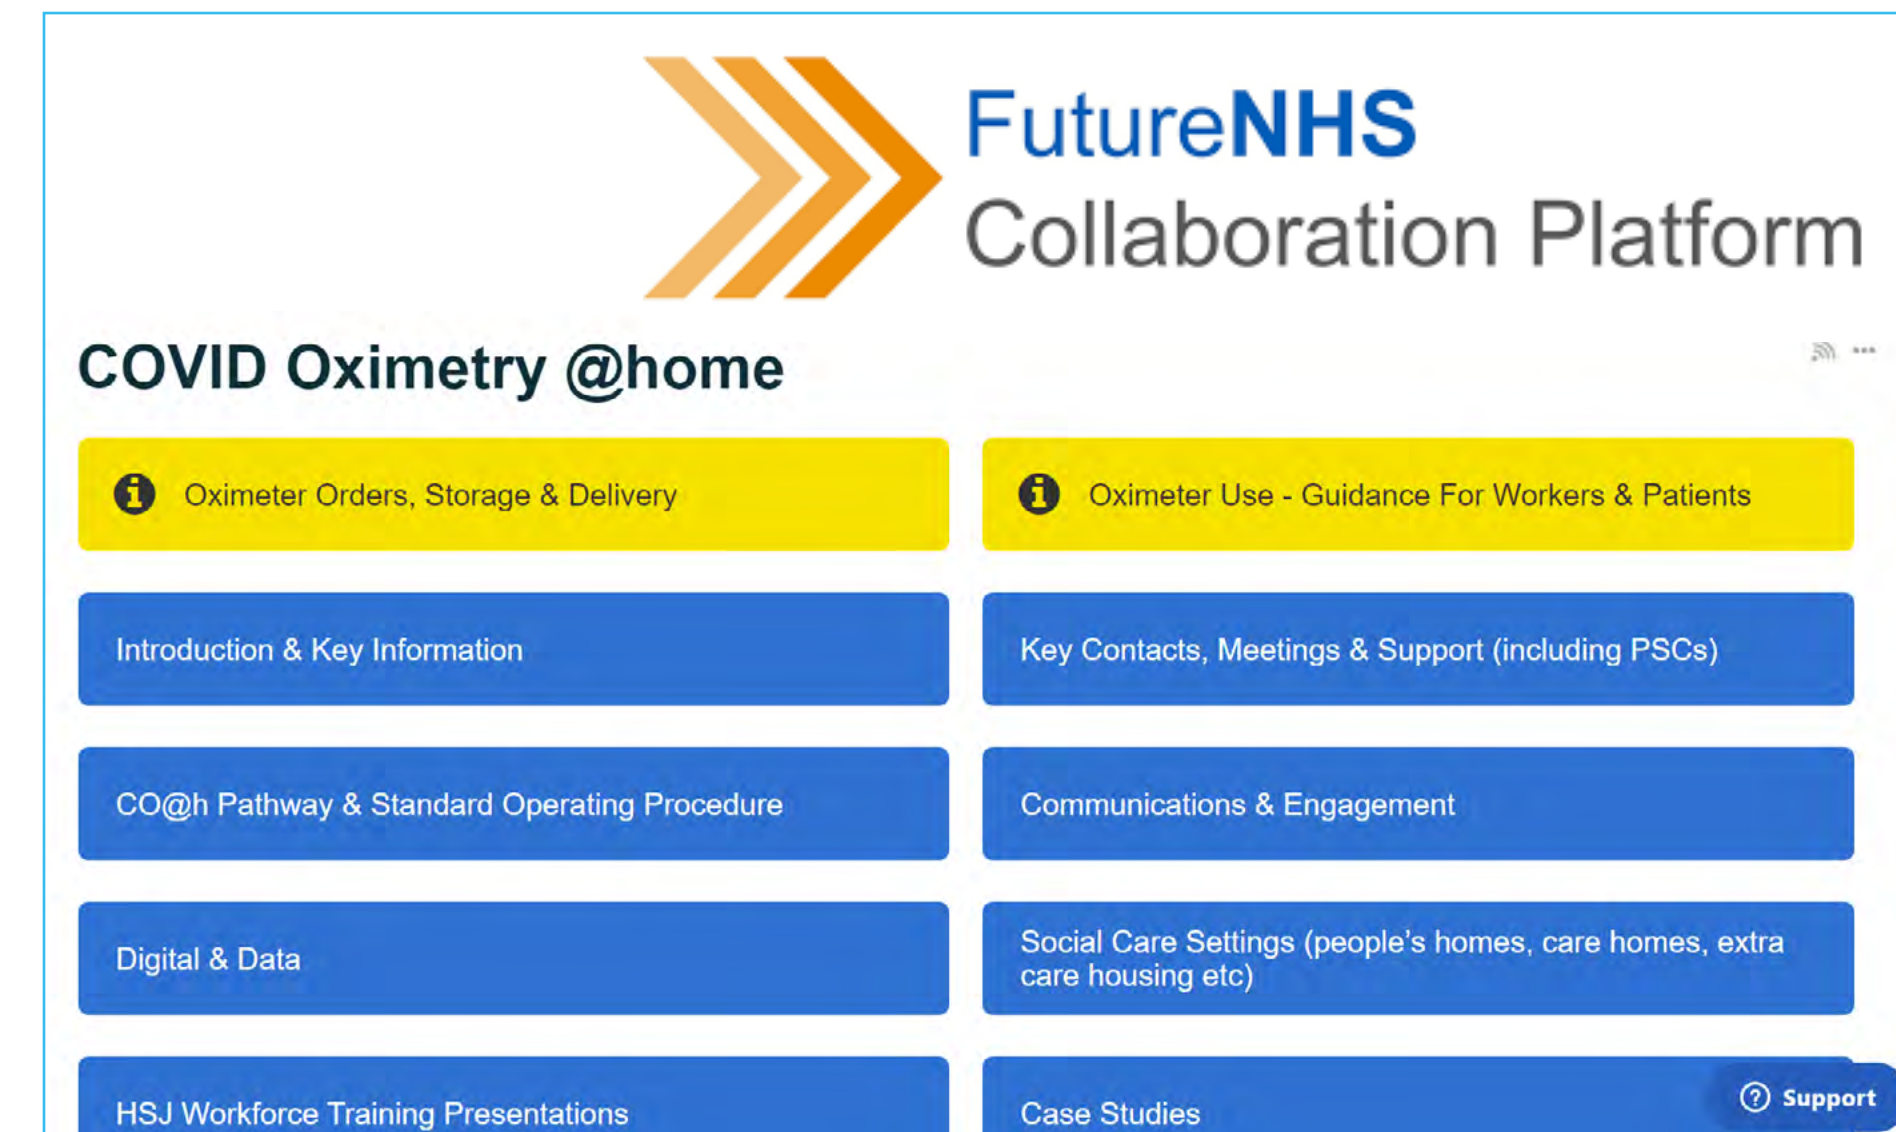 FutureNHS
Collaboration Platform
COVID Oximetry @home
Oximeter Orders, Storage & Delivery
Oximeter Use - Guidance For Workers & Patients
Introduction & Key Information
Key Contacts, Meetings & Support (including PSCs)
CO@h Pathway & Standard Operating Procedure
Communications & Engagement
Digital & Data
Social Care Settings (people’s homes, care homes, extra
care housing etc)
HSJ Workforce Training Presentations
Case Studies
Support